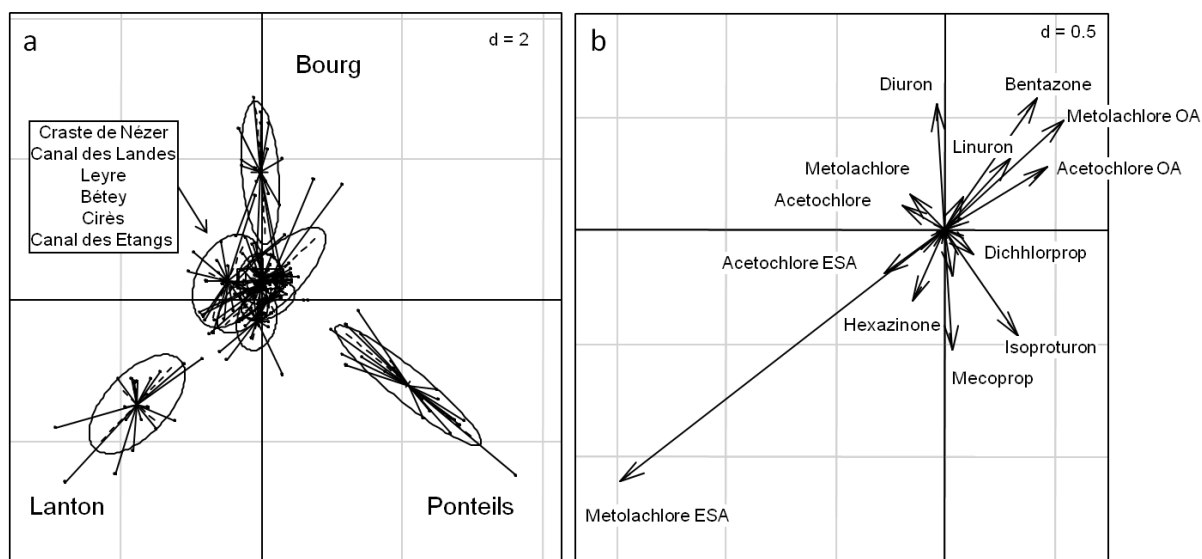 a
d = 2
Bourg
Craste de Nézer
Canal des Landes
Leyre
Bétey
Cirès
Canal des Etangs
Lanton
Ponteils
b
d = 0.5
Diuron
Bentazone
Metolachlore OA
Linuron
Metolachlore
Acetochlore OA
Acetochlore
Dichhlorprop
Acetochlore ESA
Hexazinone
Isoproturon
Mecoprop
Metolachlore ESA